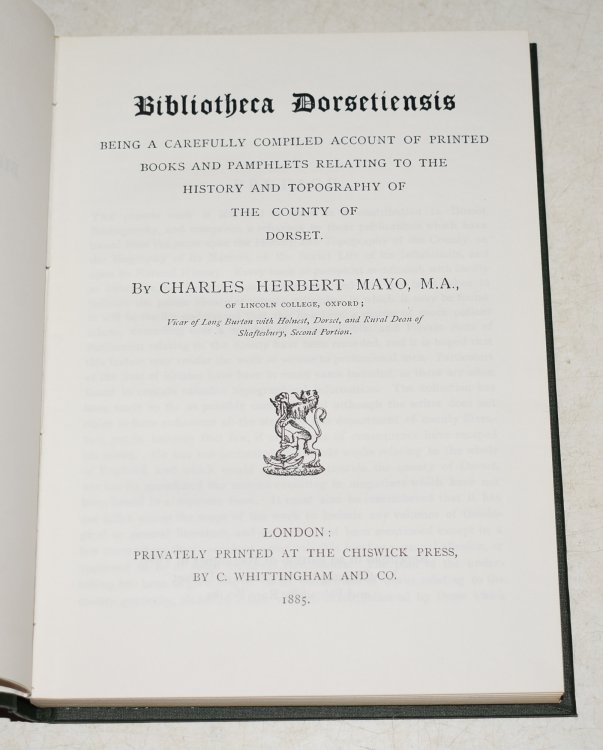 Bibliotheca Dorsetiensis
BEING A CAREFULLY COMPILED ACCOUNT OF PRINTED
BOOKS AND PAMPHLETS RELATING TO THE
HISTORY AND TOPOGRAPHY OF
THE COUNTY OF
DORSET.
BY CHARLES HERBERT MAYO, M.A.,
OF LINCOLN COLLEGE, OXFORD;
Vicar of Long Burton with Holnest, Dorset, and Rural Dean of
Shaftesbury, Second Portion.
LONDON:
PRIVATELY PRINTED AT THE CHISWICK PRESS,
BY C. WHITTINGHAM AND CO.
1885.